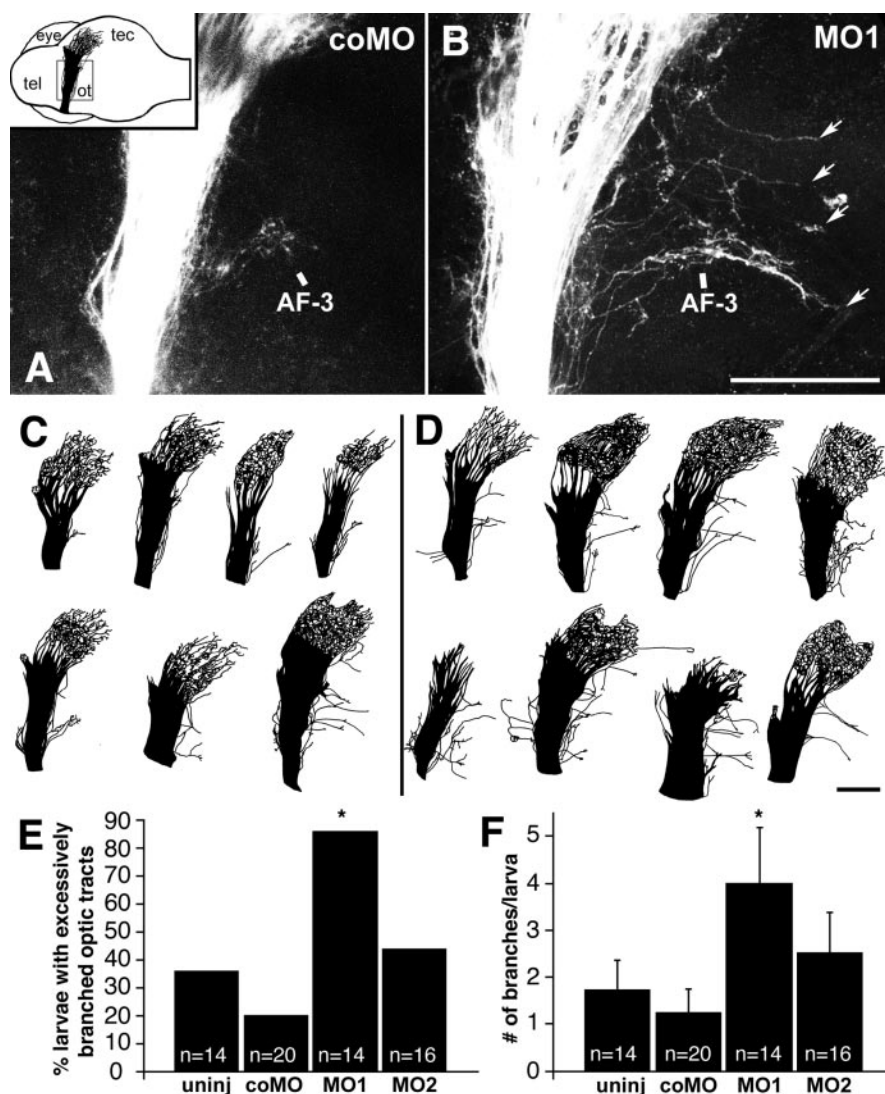 eye tec
tel ot
coMO
AF-3
A
B MO1
AF-3
C D
E
% larvae with excessively
branched optic tracts
90
80
70
60
50
40
30
20
10
0
*
n=14 n=20 n=14 n=16
uninj coMO MO1 MO2
F
# of branches/larva
5
4
3
2
1
0
*
n=14 n=20 n=14 n=16
uninj coMO MO1 MO2